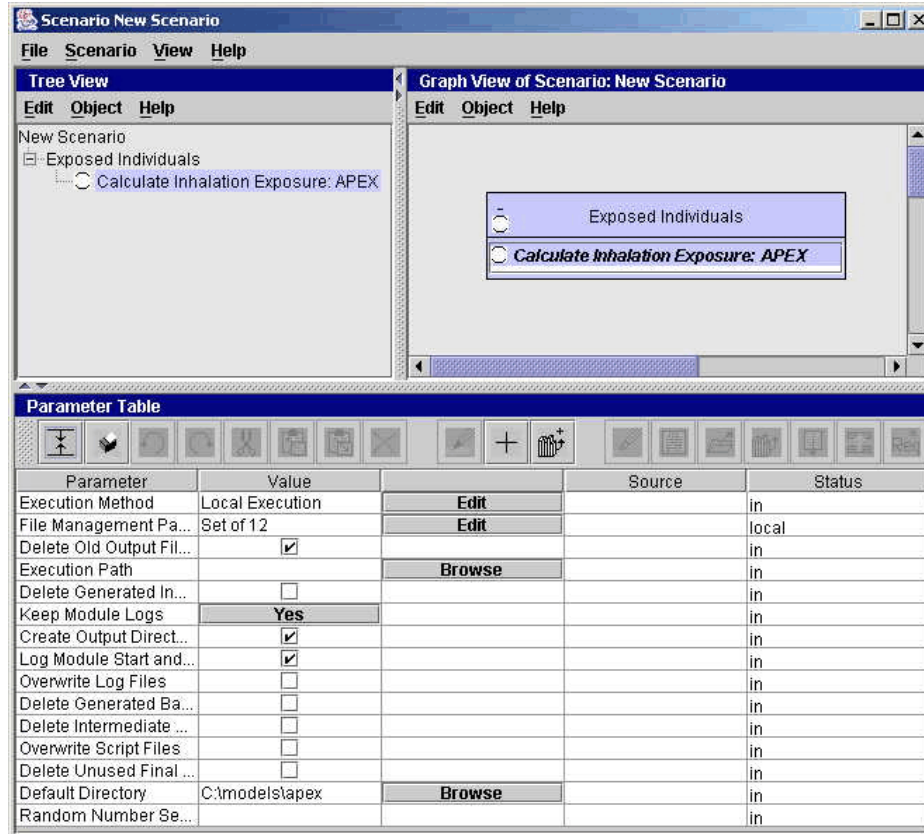 Scenario New Scenario
File Scenario View Help
Tree View
Edit Object Help
New Scenario
Exposed Individuals
Calculate Inhalation Exposure: APEX
Graph View of Scenario: New Scenario
Edit Object Help
Exposed Individuals
Calculate Inhalation Exposure: APEX
Parameter Table
Parameter Value Source Status
Execution Method Local Execution Edit in
File Management Pa... Set of 12 Edit local
Delete Old Output Fil... in
Execution Path Browse in
Delete Generated In... in
Keep Module Logs Yes in
Create Output Direct... in
Log Module Start and... in
Overwrite Log Files in
Delete Generated Ba... in
Delete Intermediate ... in
Overwrite Script Files in
Delete Unused Final ... in
Default Directory C:\models\apex Browse in
Random Number Se... in